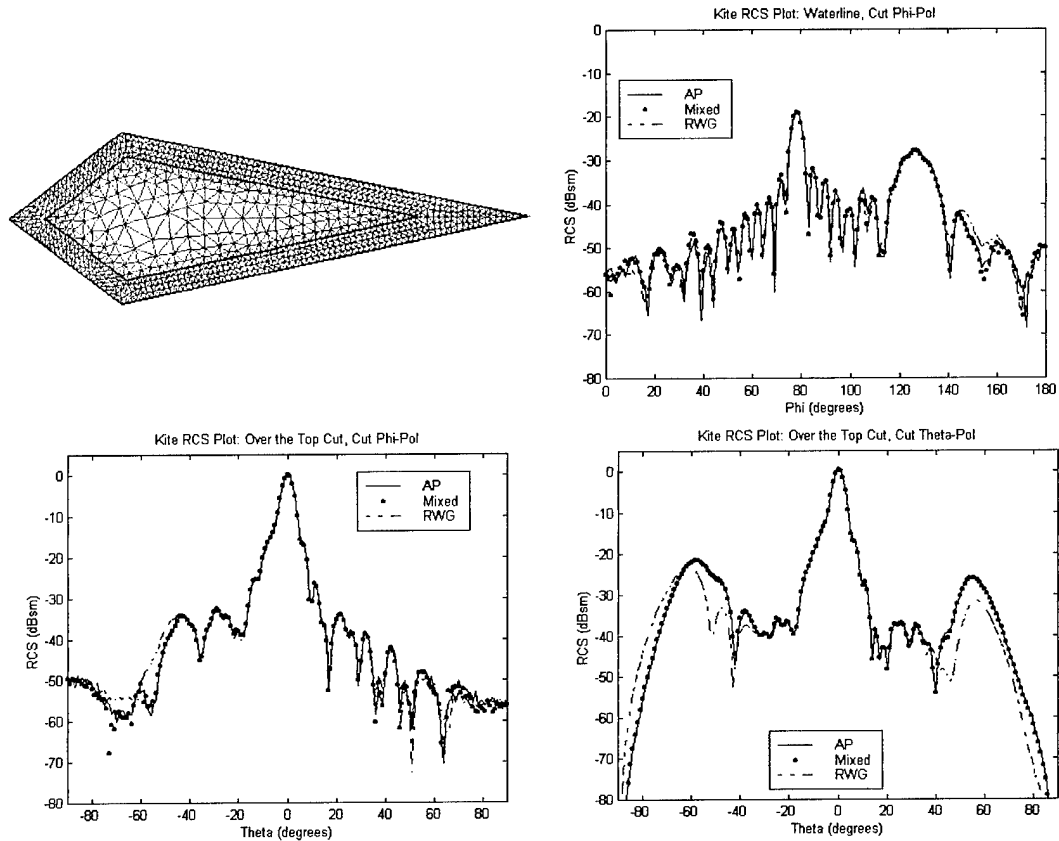 Kite RCS Plot: Waterline, Cut Phi-Pol
0
-10
-20
-30
-40
-50
-60
-70
-80
RCS (dBsm)
AP
Mixed
RWG
0 20 40 60 80 100 120 140 160 180
Phi (degrees)
Kite RCS Plot: Over the Top Cut, Cut Phi-Pol
0
-10
-20
-30
-40
-50
-60
-70
-80
RCS (dBsm)
AP
Mixed
RWG
-80 -60 -40 -20 0 20 40 60 80
Theta (degrees)
Kite RCS Plot: Over the Top Cut, Cut Theta-Pol
0
-10
-20
-30
-40
-50
-60
-70
-80
RCS (dBsm)
AP
Mixed
RWG
-80 -60 -40 -20 0 20 40 60 80
Theta (degrees)